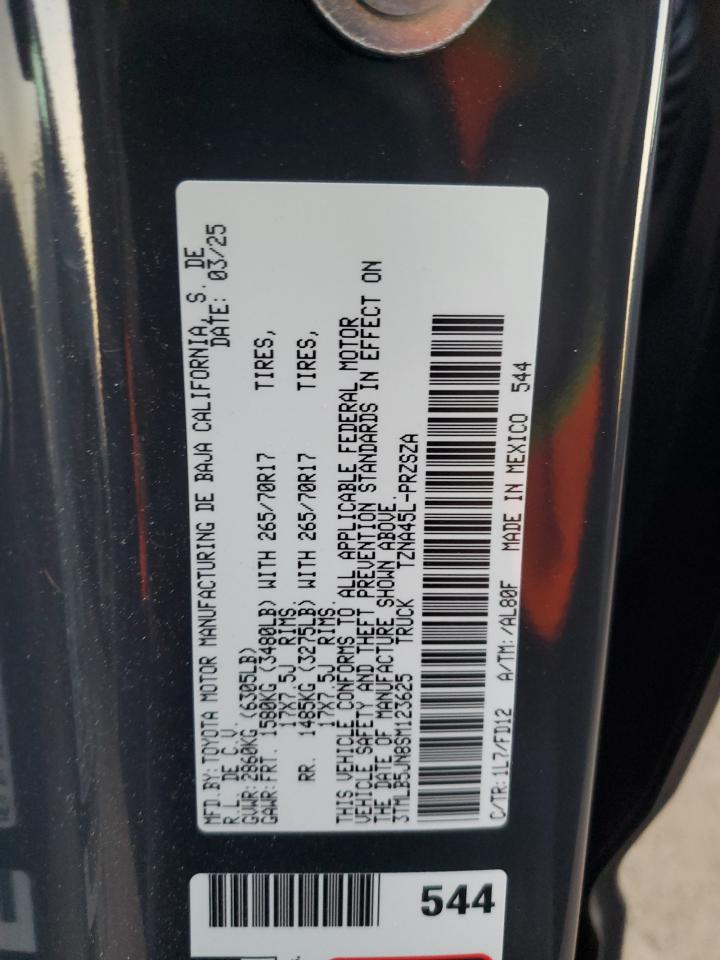 MFD.BY:TOYOTA MOTOR MANUFACTURING DE BAJA CALIFORNIA, S. DE
R.L. DE C.V. DATE: 03/25
GVWR: 2860KG (6305LB)
GAWR:FRT. 1580KG (3480LB) WITH 265/70R17 TIRES,
17X7.5J RIMS.
RR. 1485KG (3275LB) WITH 265/70R17 TIRES,
17X7.5J RIMS.
THIS VEHICLE CONFORMS TO ALL APPLICABLE FEDERAL MOTOR
VEHICLE SAFETY AND THEFT PREVENTION STANDARDS IN EFFECT ON
THE DATE OF MANUFACTURE SHOWN ABOVE.
3TMLB5JN8SM123625 TRUCK TZNA45L-PRZSZA
C/TR: 1L7/FD12 A/TM: /AL80F MADE IN MEXICO 544
544